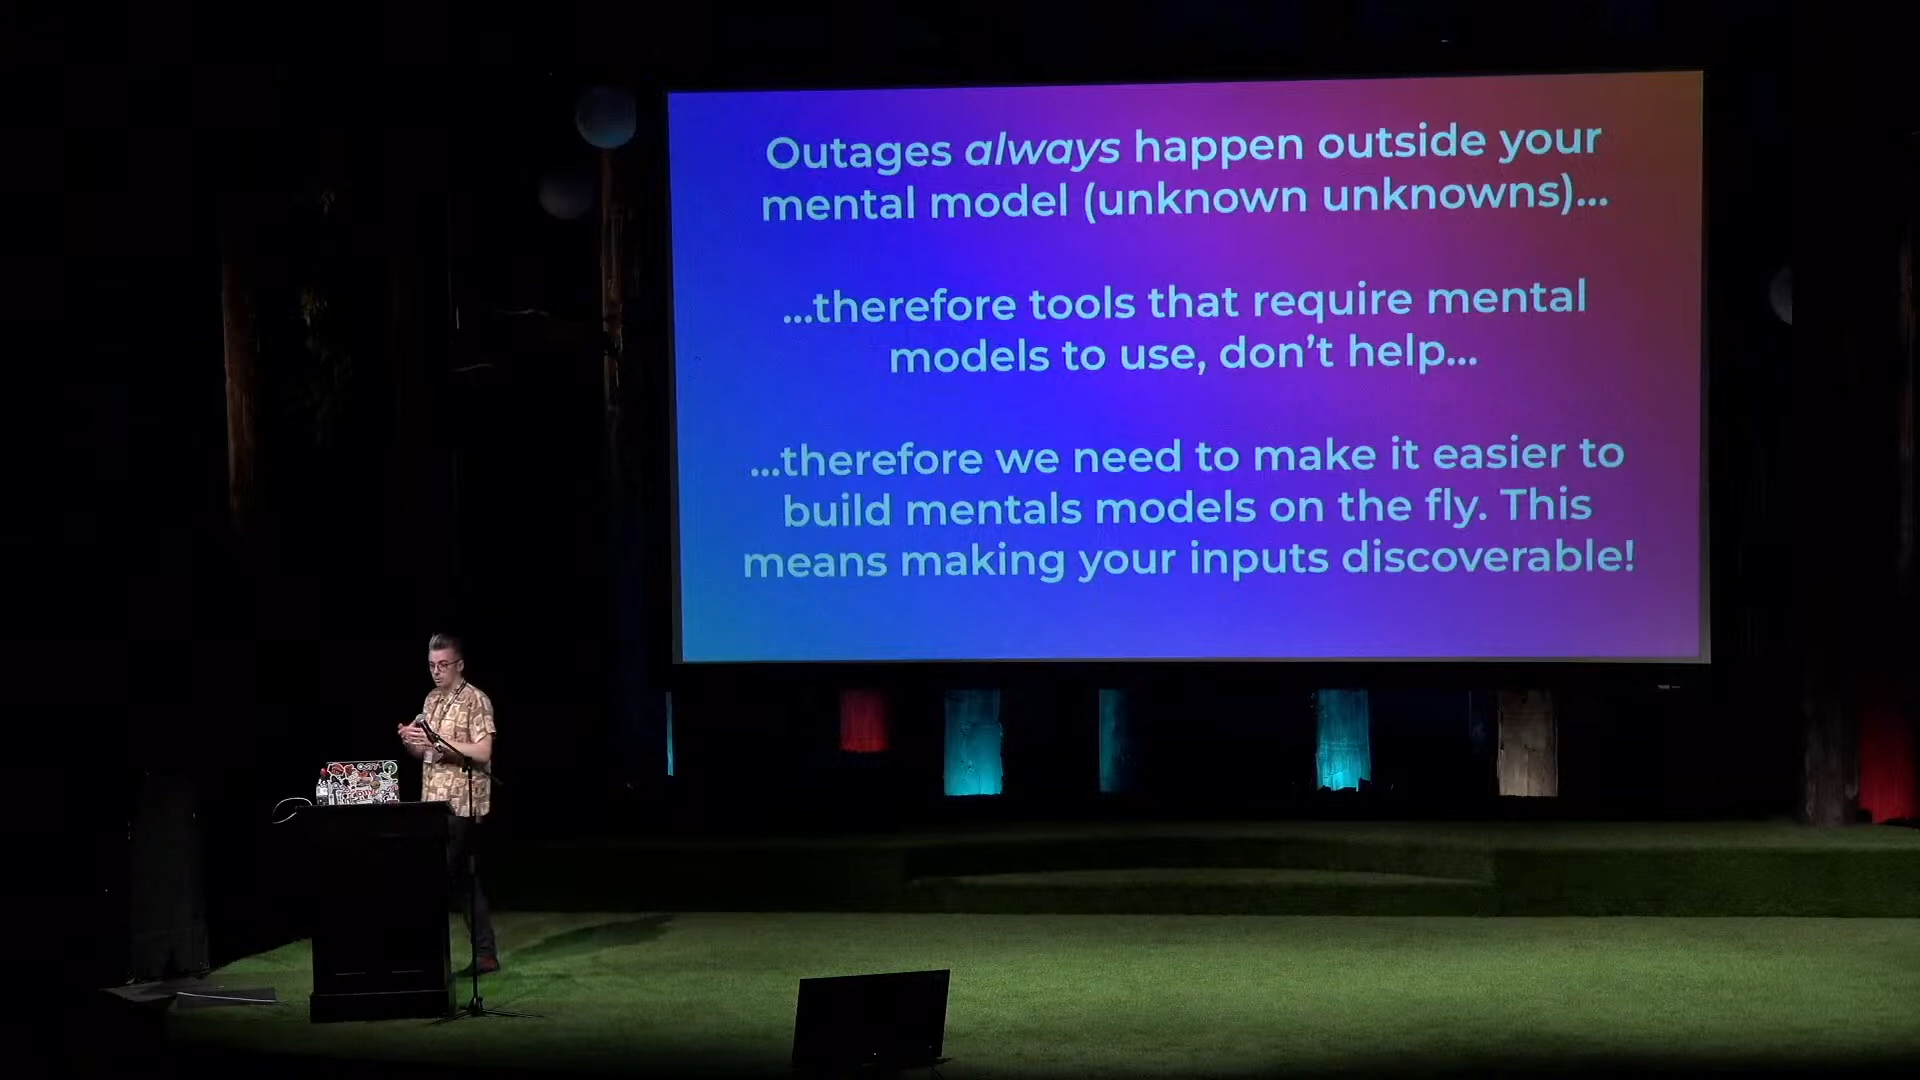 Outages always happen outside your
mental model (unknown unknowns)...
...therefore tools that require mental
models to use, don't help...
...therefore we need to make it easier to
build mentals models on the fly. This
means making your inputs discoverable!